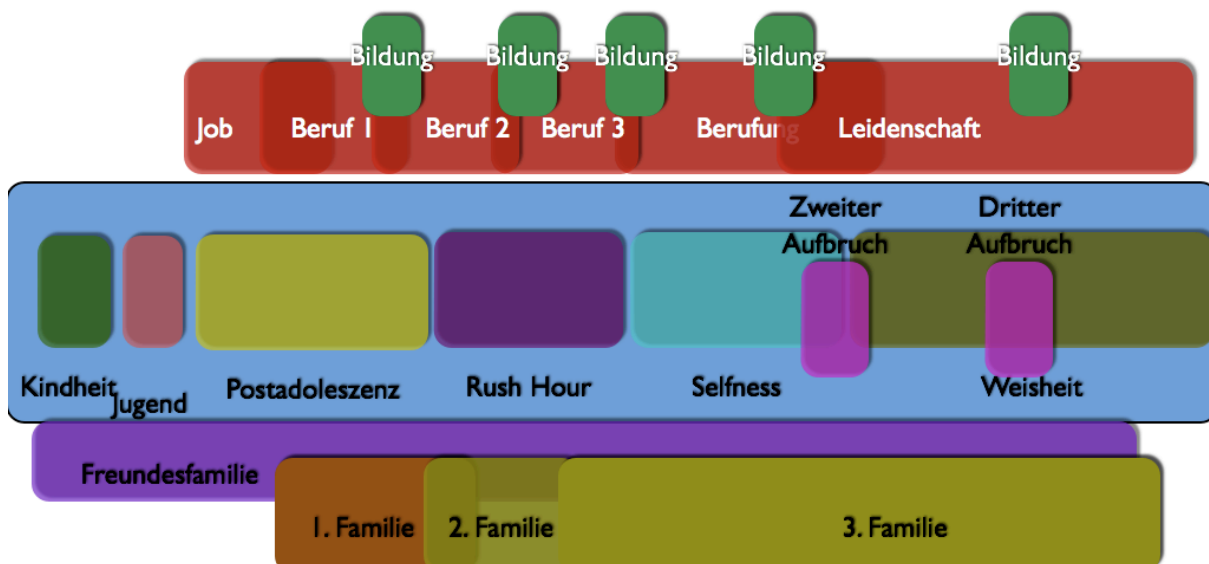 Bildung Bildung Bildung Bildung Bildung
Job Beruf 1 Beruf 2 Beruf 3 Berufung Leidenschaft
Zweiter Dritter
Aufbruch Aufbruch
Kindheit Jugend Postadoleszenz Rush Hour Selfness Weisheit
Freundesfamilie
1. Familie 2. Familie 3. Familie